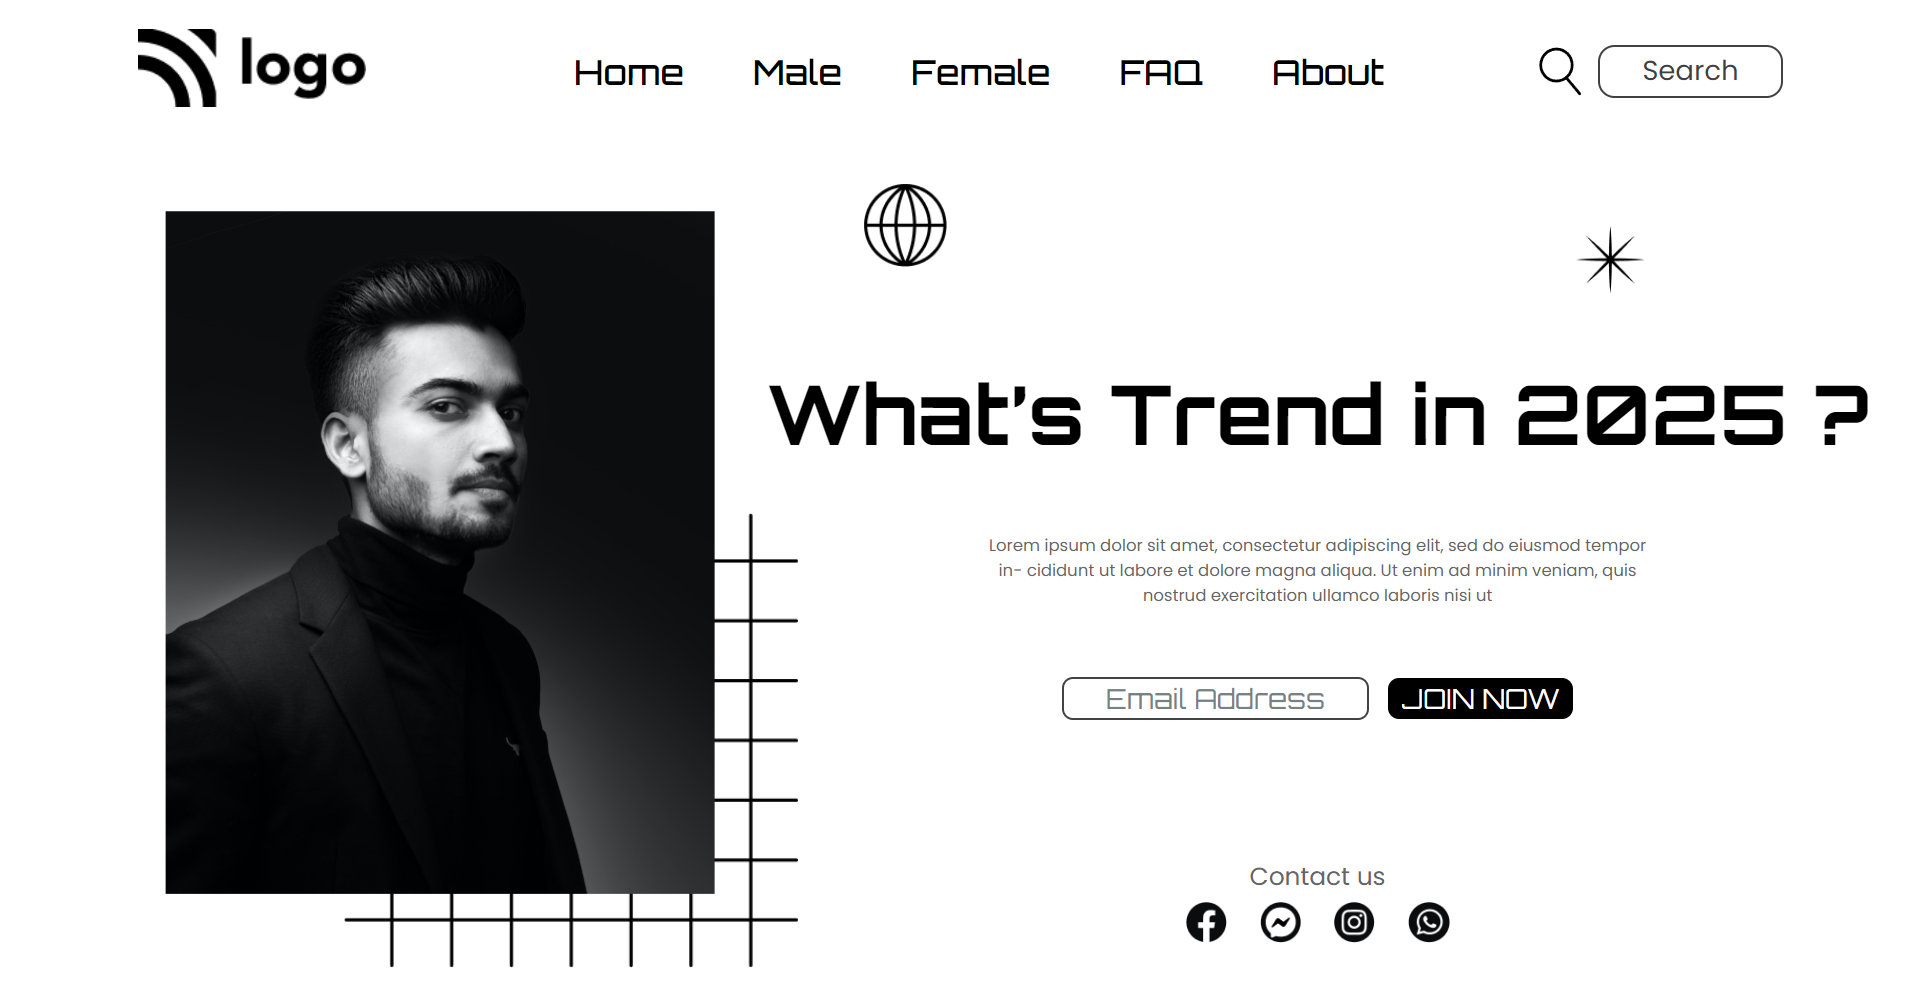 logo
Home Male Female FAQ About
Search
What's Trend in 2025 ?
Lorem ipsum dolor sit amet, consectetur adipiscing elit, sed do eiusmod tempor
in- cididunt ut labore et dolore magna aliqua. Ut enim ad minim veniam, quis
nostrud exercitation ullamco laboris nisi ut
Email Address
JOIN NOW
Contact us